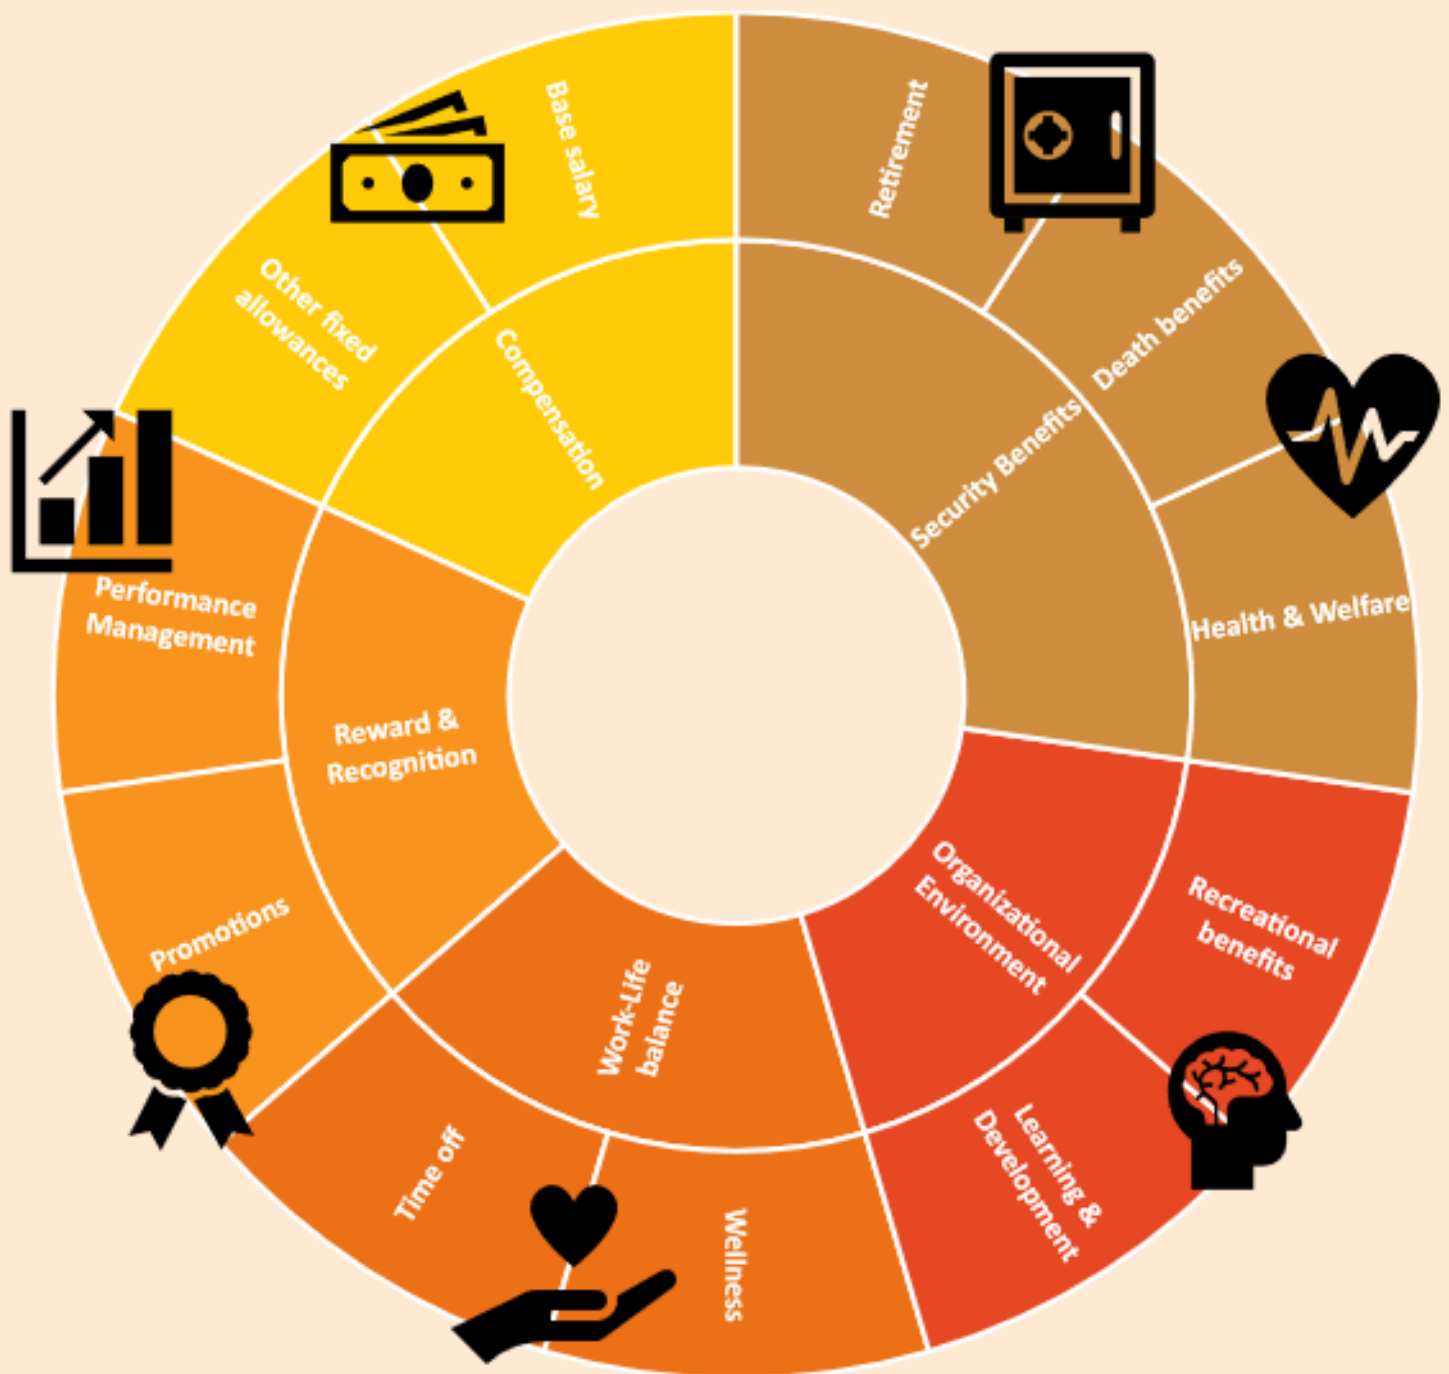 Base salary
Other fixed
allowances
Compensation
Retirement
Death benefits
Health & Welfare
Security Benefits
Recreational
benefits
Learning &
Development
Organizational
Environment
Wellness
Time off
Work-Life
balance
Promotions
Performance
Management
Reward &
Recognition